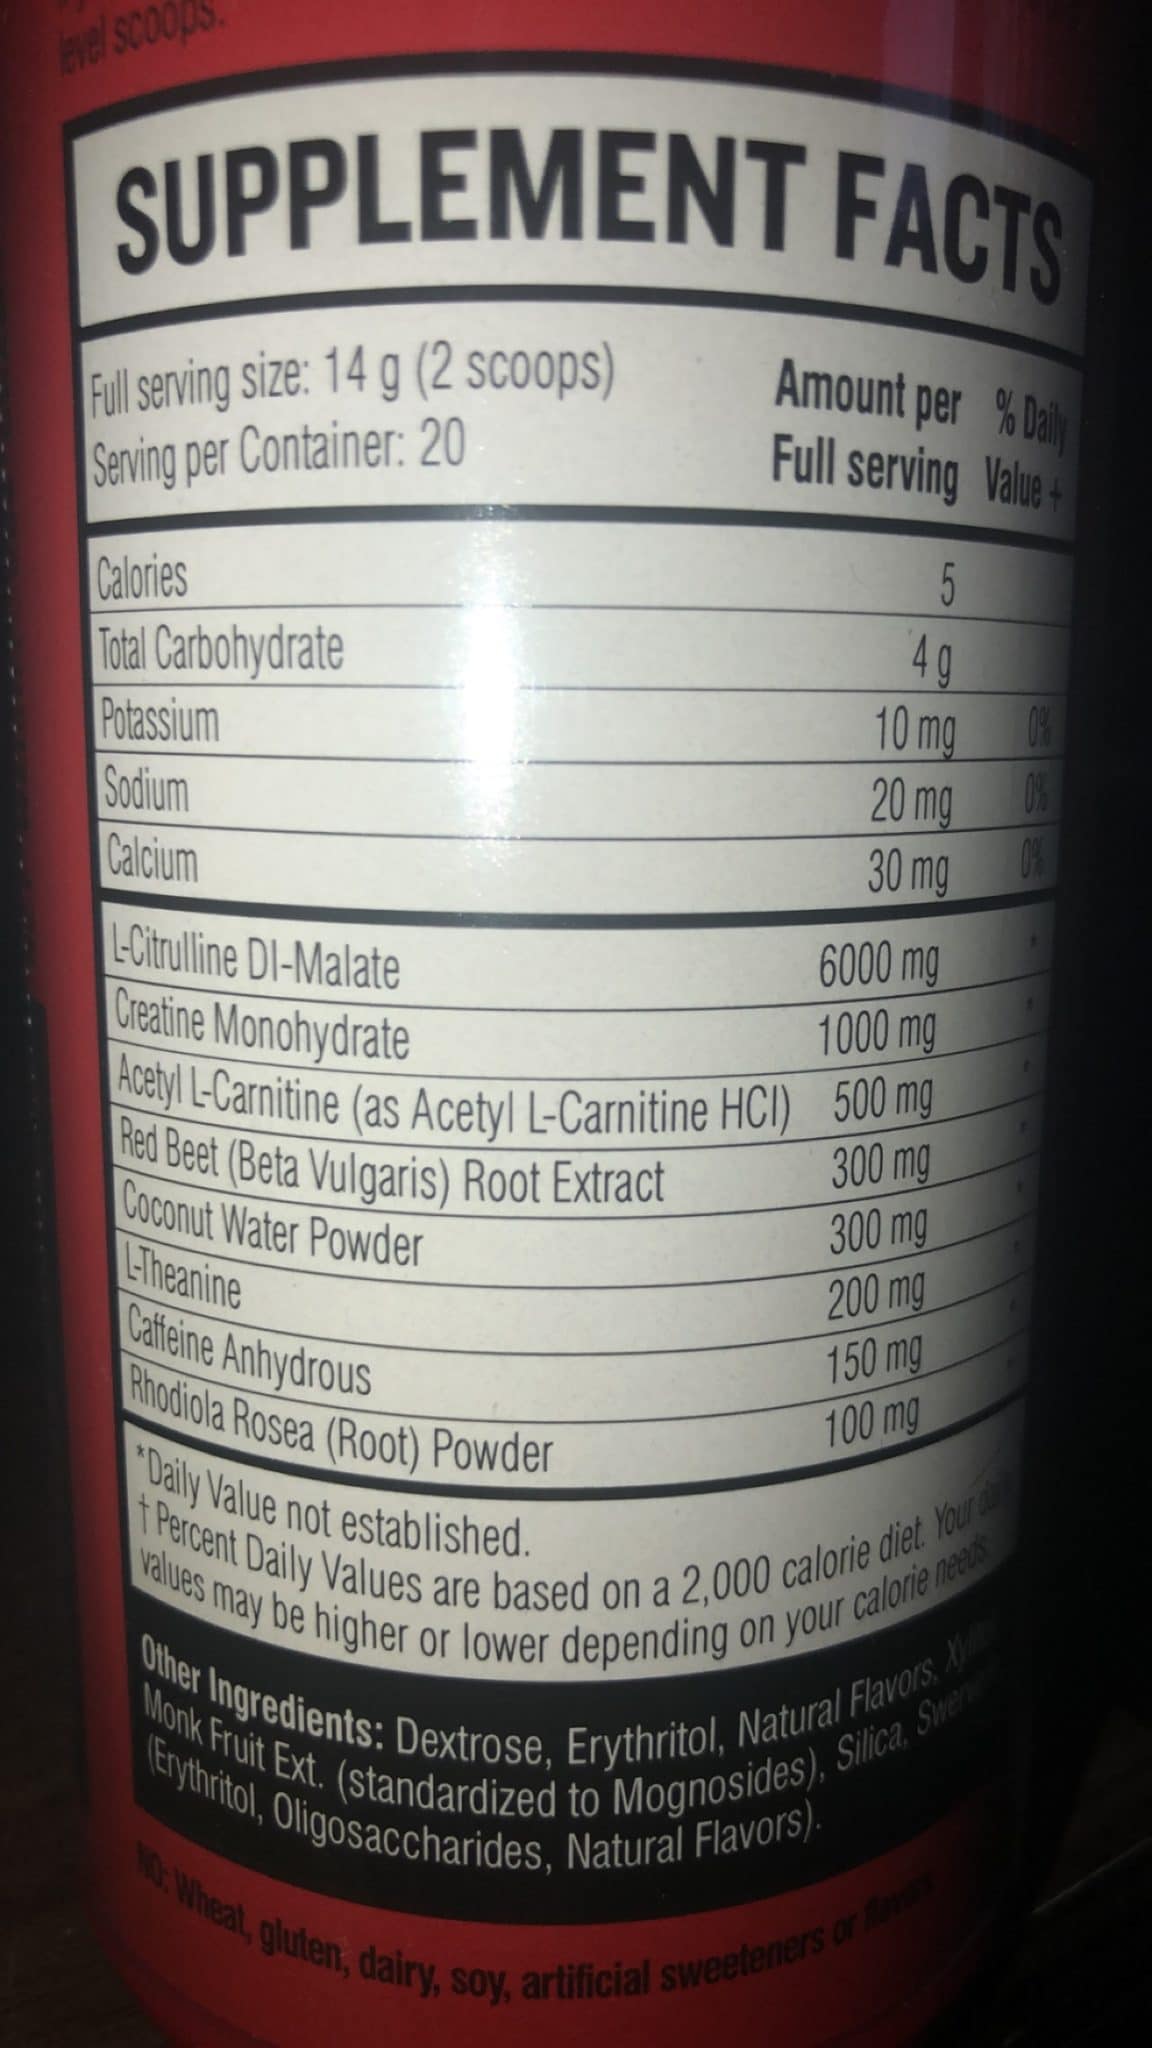 level scoops.
SUPPLEMENT FACTS
Full serving size: 14 g (2 scoops)
Serving per Container: 20
Amount per % Daily
Full serving Value +
Calories 5
Total Carbohydrate 4 g
Potassium 10 mg 0%
Sodium 20 mg 0%
Calcium 30 mg 0%
L-Citrulline DI-Malate 6000 mg *
Creatine Monohydrate 1000 mg *
Acetyl L-Carnitine (as Acetyl L-Carnitine HCl) 500 mg *
Red Beet (Beta Vulgaris) Root Extract 300 mg *
Coconut Water Powder 300 mg *
L-Theanine 200 mg *
Caffeine Anhydrous 150 mg *
Rhodiola Rosea (Root) Powder 100 mg *
*Daily Value not established.
† Percent Daily Values are based on a 2,000 calorie diet. Your
values may be higher or lower depending on your calorie needs.
Other Ingredients: Dextrose, Erythritol, Natural Flavors,
Monk Fruit Ext. (standardized to Mognosides), Silica,
(Erythritol, Oligosaccharides, Natural Flavors).
NO: Wheat, gluten, dairy, soy, artificial sweeteners or flavors